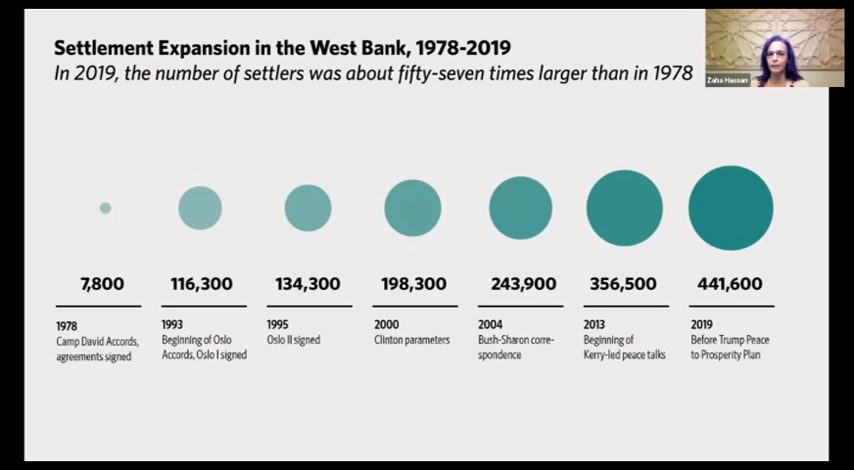 Settlement Expansion in the West Bank, 1978-2019
In 2019, the number of settlers was about fifty-seven times larger than in 1978
Zaha Hassan
7,800
116,300
134,300
198,300
243,900
356,500
441,600
1978
Camp David Accords,
agreements signed
1993
Beginning of Oslo
Accords, Oslo I signed
1995
Oslo II signed
2000
Clinton parameters
2004
Bush-Sharon corre-
spondence
2013
Beginning of
Kerry-led peace talks
2019
Before Trump Peace
to Prosperity Plan